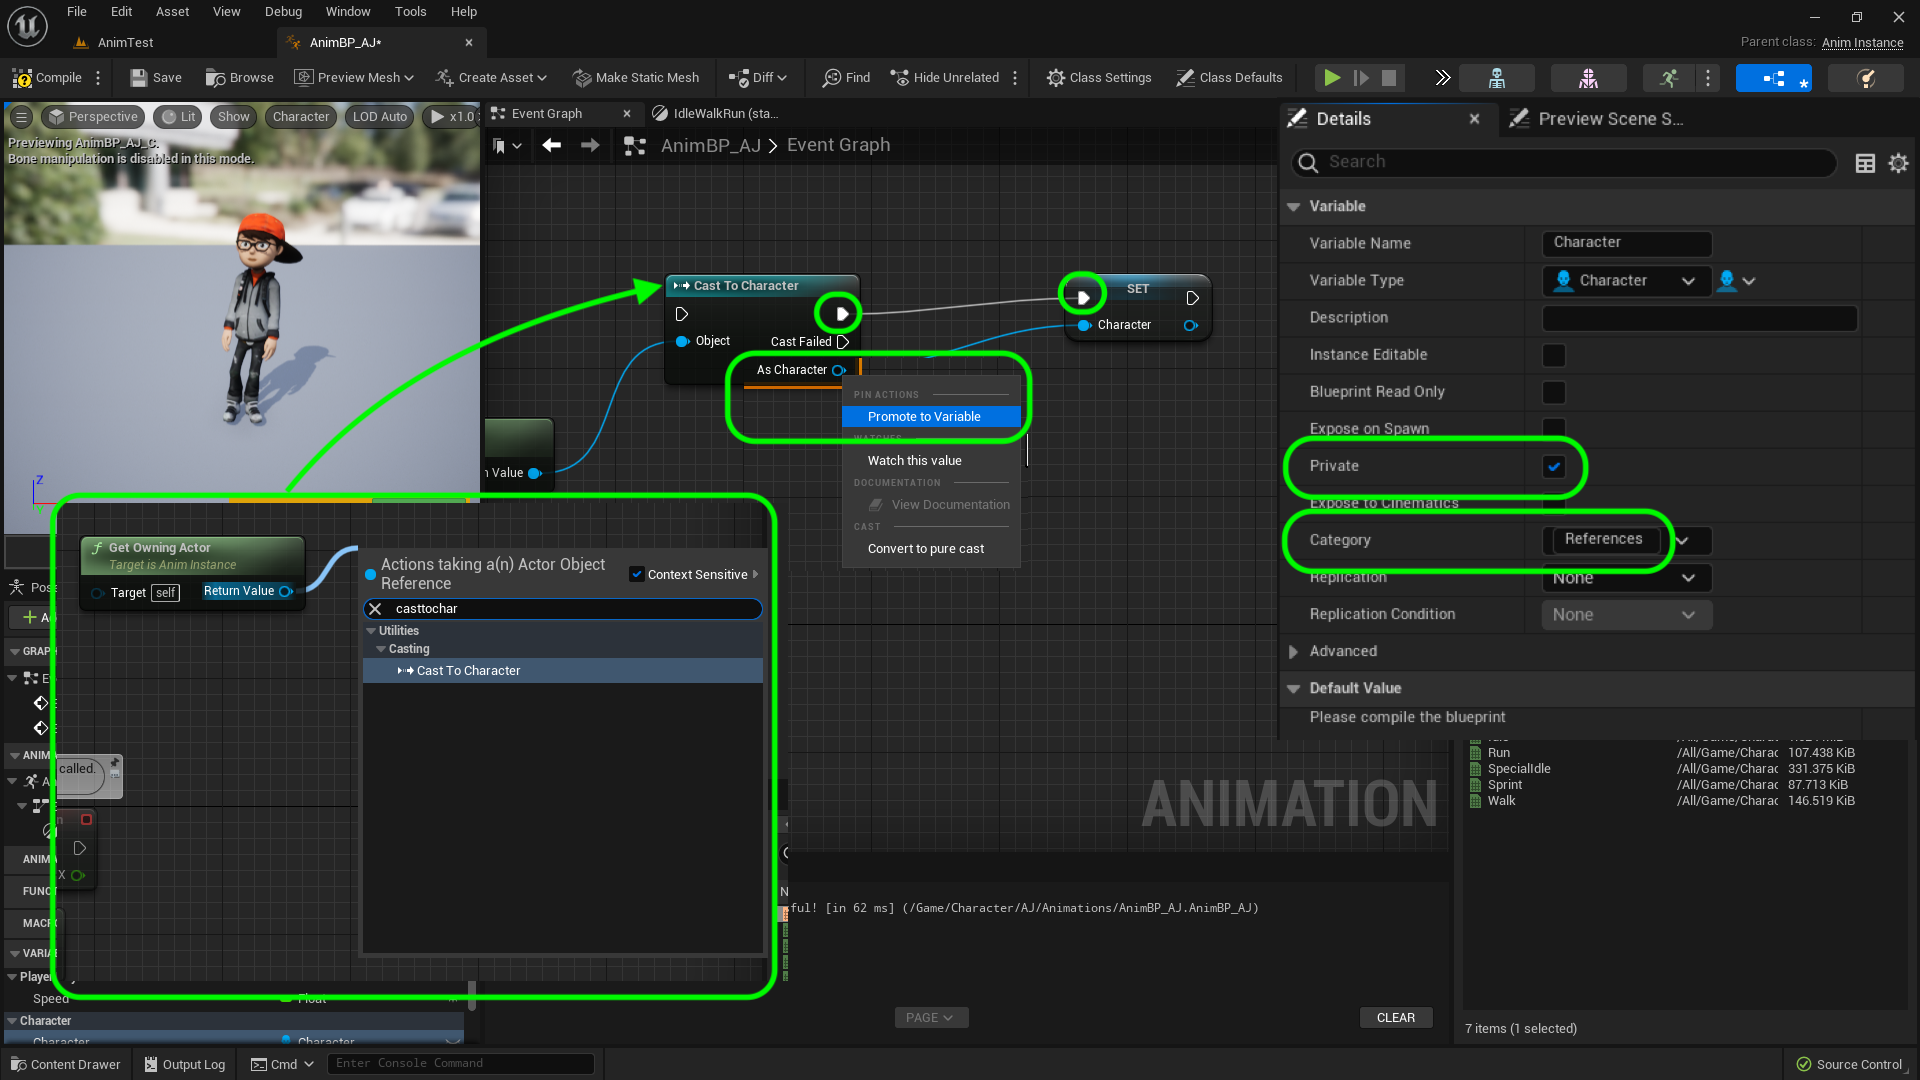 File Edit Asset View Debug Window Tools Help
AnimTest
AnimBP_AJ*
Parent class: Anim Instance
Compile Save Browse Preview Mesh Create Asset Make Static Mesh Diff Find Hide Unrelated Class Settings Class Defaults
Perspective Lit Show Character LOD Auto x1.0
Previewing AnimBP_AJ_C.
Bone manipulation is disabled in this mode.
Z
Event Graph
IdleWalkRun (sta...
AnimBP_AJ > Event Graph
Cast To Character
Object
Cast Failed
As Character
SET
Character
PIN ACTIONS
Promote to Variable
WATCHES
Watch this value
DOCUMENTATION
View Documentation
CAST
Convert to pure cast
n Value
Get Owning Actor
Target is Anim Instance
Target self Return Value
Actions taking a(n) Actor Object
Reference
Context Sensitive
casttochar
Utilities
Casting
Cast To Character
Pos
GRAPH
ANIM
called.
X
ANIMA
FUNC
MACR
VARIA
Player
Speed Float
Character
Character Character
ANIMATION
ful! [in 62 ms] (/Game/Character/AJ/Animations/AnimBP_AJ.AnimBP_AJ)
PAGE
CLEAR
Details
Preview Scene S...
Search
Variable
Variable Name Character
Variable Type Character
Description
Instance Editable
Blueprint Read Only
Expose on Spawn
Private
Expose to Cinematics
Category References
Replication None
Replication Condition None
Advanced
Default Value
Please compile the blueprint
Run /All/Game/Charac 107.438 KiB
SpecialIdle /All/Game/Charac 331.375 KiB
Sprint /All/Game/Charac 87.713 KiB
Walk /All/Game/Charac 146.519 KiB
7 items (1 selected)
Content Drawer Output Log Cmd Enter Console Command
Source Control